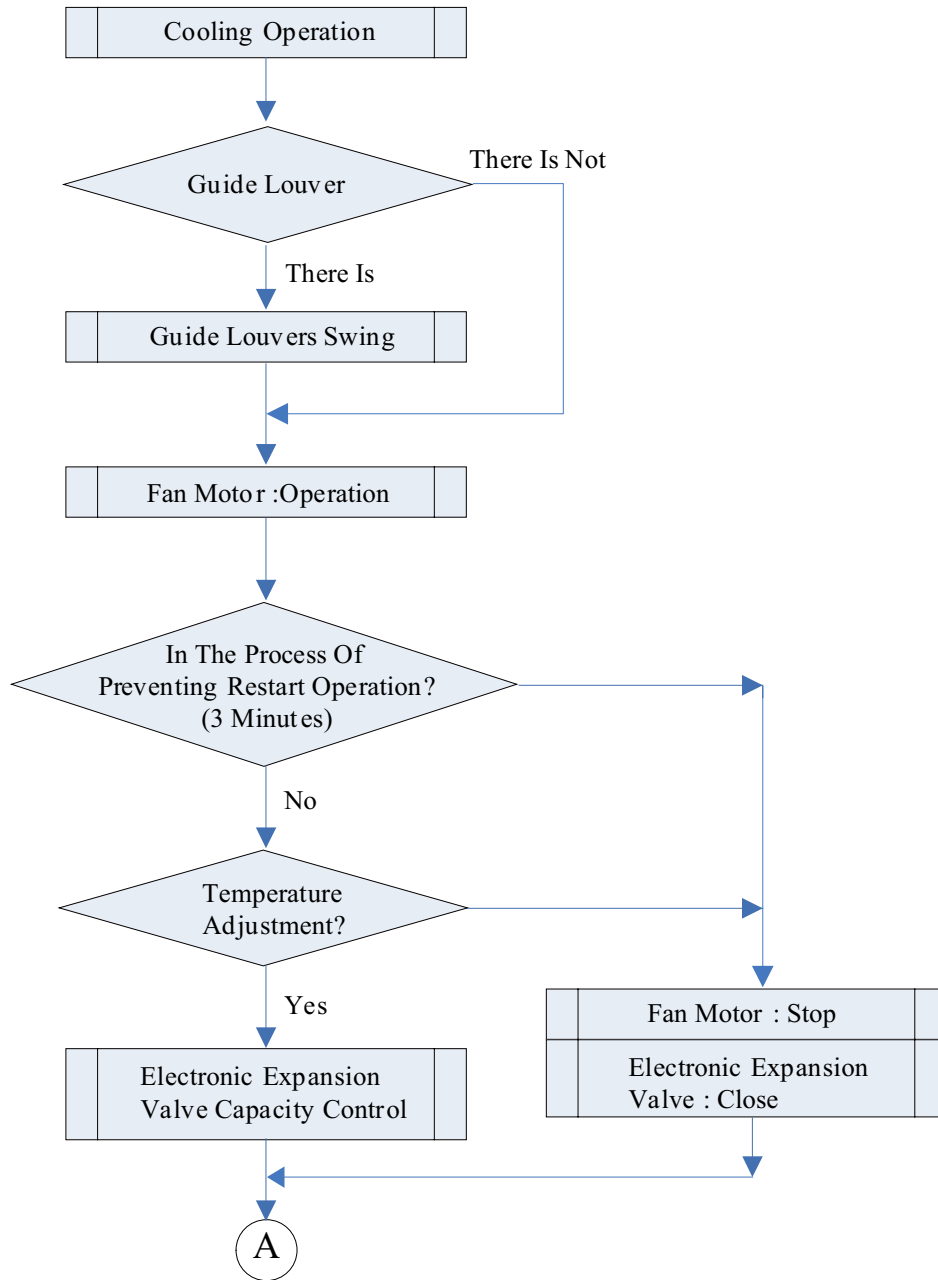 Cooling Operation
Guide Louver
There Is Not
There Is
Guide Louvers Swing
Fan Motor :Operation
In The Process Of
Preventing Restart Operation?
(3 Minutes)
No
Temperature
Adjustment?
Yes
Electronic Expansion
Valve Capacity Control
Fan Motor : Stop
Electronic Expansion
Valve : Close
A